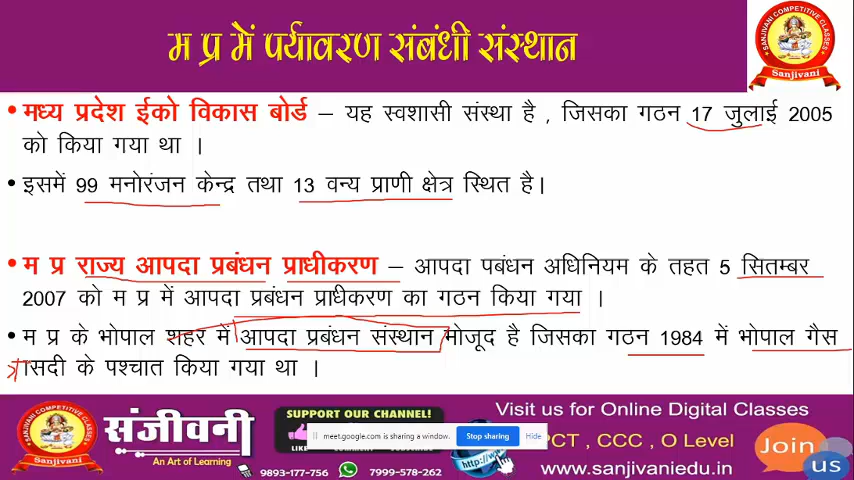 म प्र में पर्यावरण संबंधी संस्थान
SANJIVANI COMPETITIVE CLASSES
Sanjivani
• मध्य प्रदेश ईको विकास बोर्ड – यह स्वशासी संस्था है , जिसका गठन 17 जुलाई 2005
को किया गया था ।
• इसमें 99 मनोरंजन केन्द्र तथा 13 वन्य प्राणी क्षेत्र स्थित है।
• म प्र राज्य आपदा प्रबंधन प्राधीकरण – आपदा पबंधन अधिनियम के तहत 5 सितम्बर
2007 को म प्र में आपदा प्रबंधन प्राधीकरण का गठन किया गया ।
• म प्र के भोपाल शहर में आपदा प्रबंधन संस्थान मोजूद है जिसका गठन 1984 में भोपाल गैस
त्रासदी के पश्चात किया गया था ।
SANJIVANI COMPETITIVE CLASSES
Sanjivani
संजीवनी
An Art of Learning
SUPPORT OUR CHANNEL!
meet.google.com is sharing a window.
Stop sharing
Hide
9893-177-756
7999-578-262
Visit us for Online Digital Classes
PCT , CCC , O Level
www.sanjivaniedu.in
Join
us